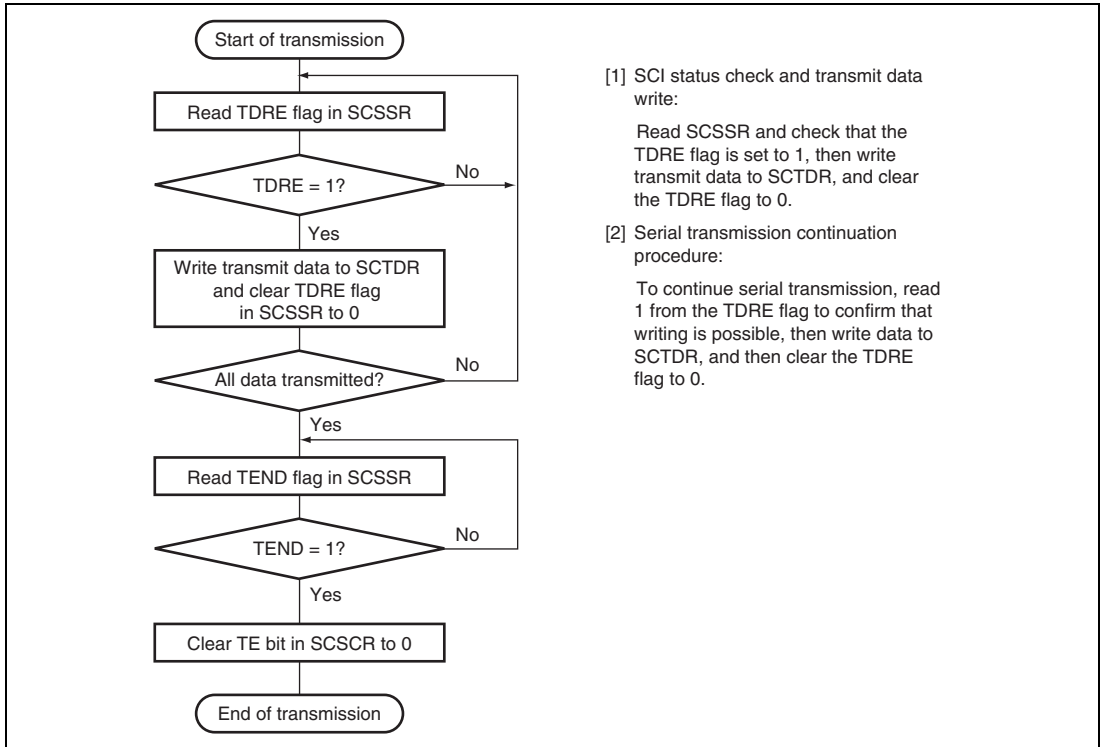 Start of transmission
Read TDRE flag in SCSSR
TDRE = 1?
No
Yes
Write transmit data to SCTDR
and clear TDRE flag
in SCSSR to 0
All data transmitted?
No
Yes
Read TEND flag in SCSSR
TEND = 1?
No
Yes
Clear TE bit in SCSCR to 0
End of transmission
[1] SCI status check and transmit data
write:
Read SCSSR and check that the
TDRE flag is set to 1, then write
transmit data to SCTDR, and clear
the TDRE flag to 0.
[2] Serial transmission continuation
procedure:
To continue serial transmission, read
1 from the TDRE flag to confirm that
writing is possible, then write data to
SCTDR, and then clear the TDRE
flag to 0.